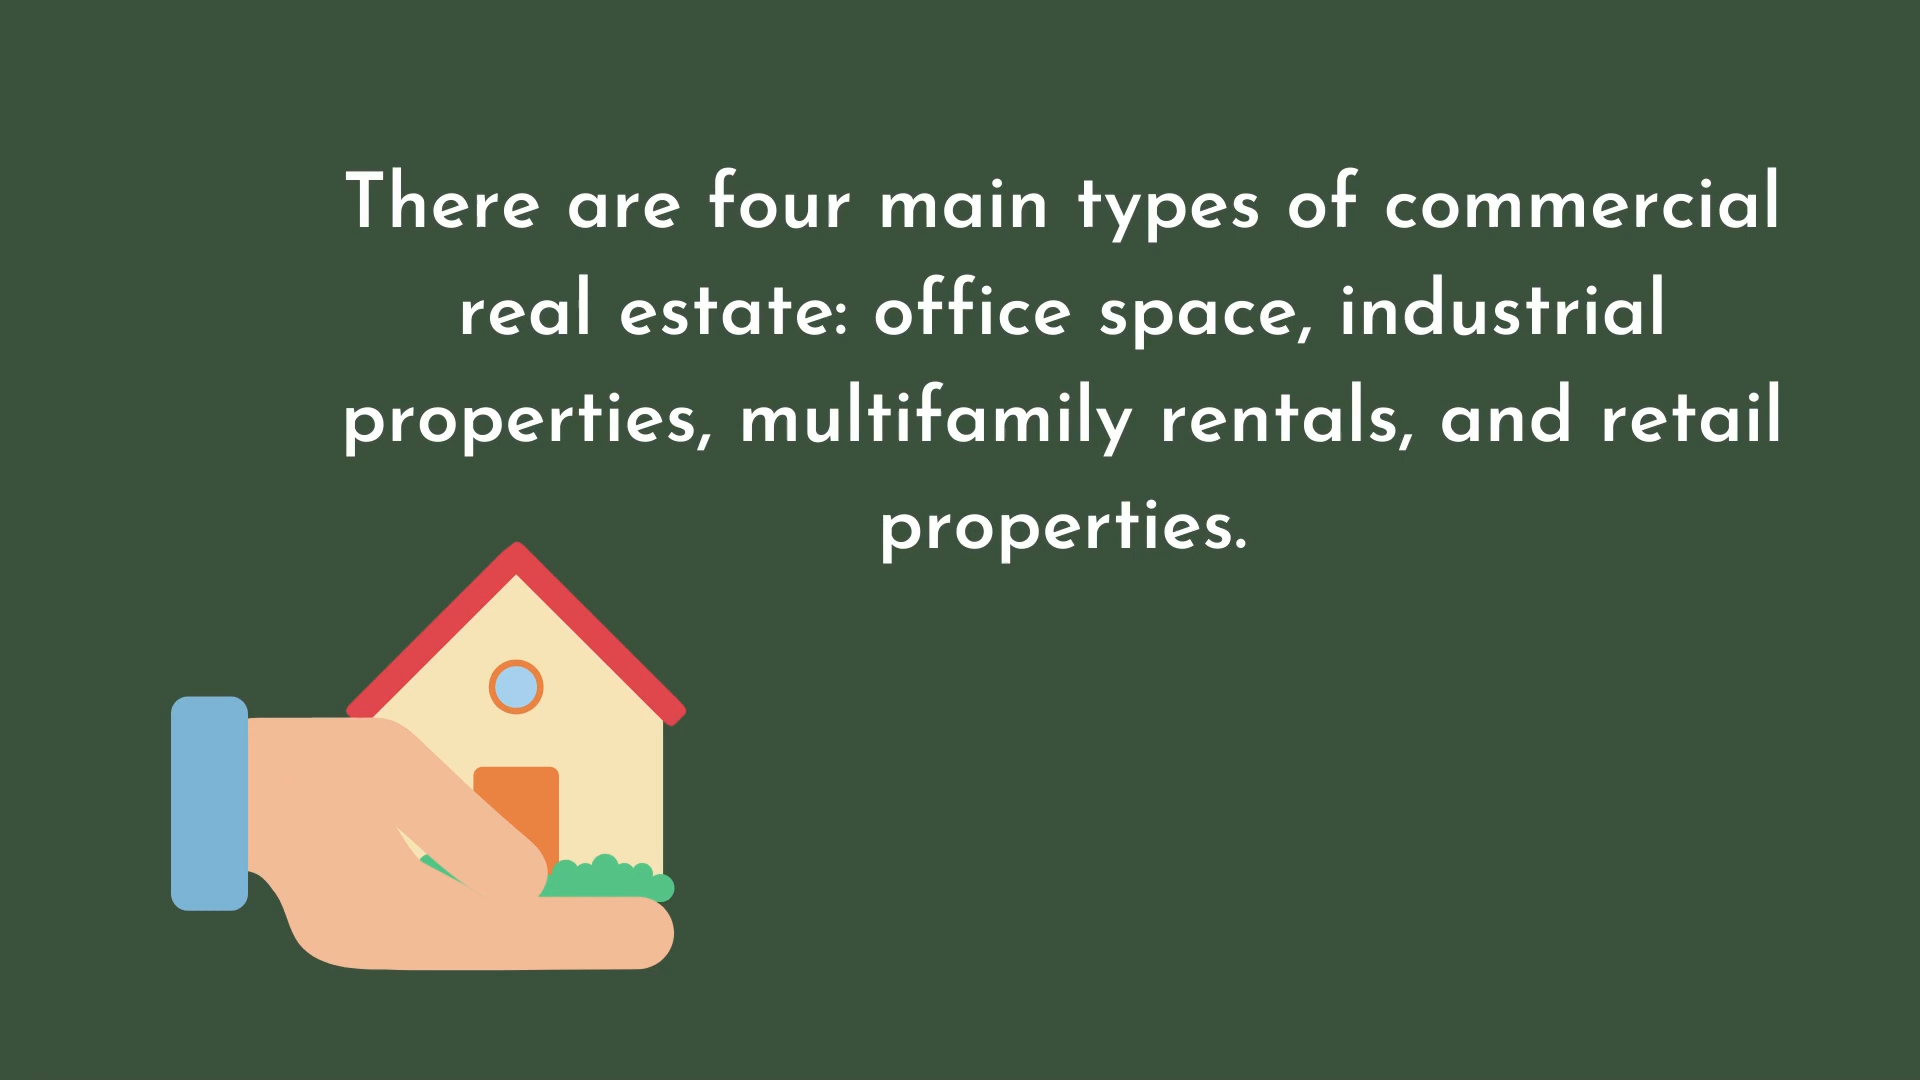 There are four main types of commercial
real estate: office space, industrial
properties, multifamily rentals, and retail
properties.